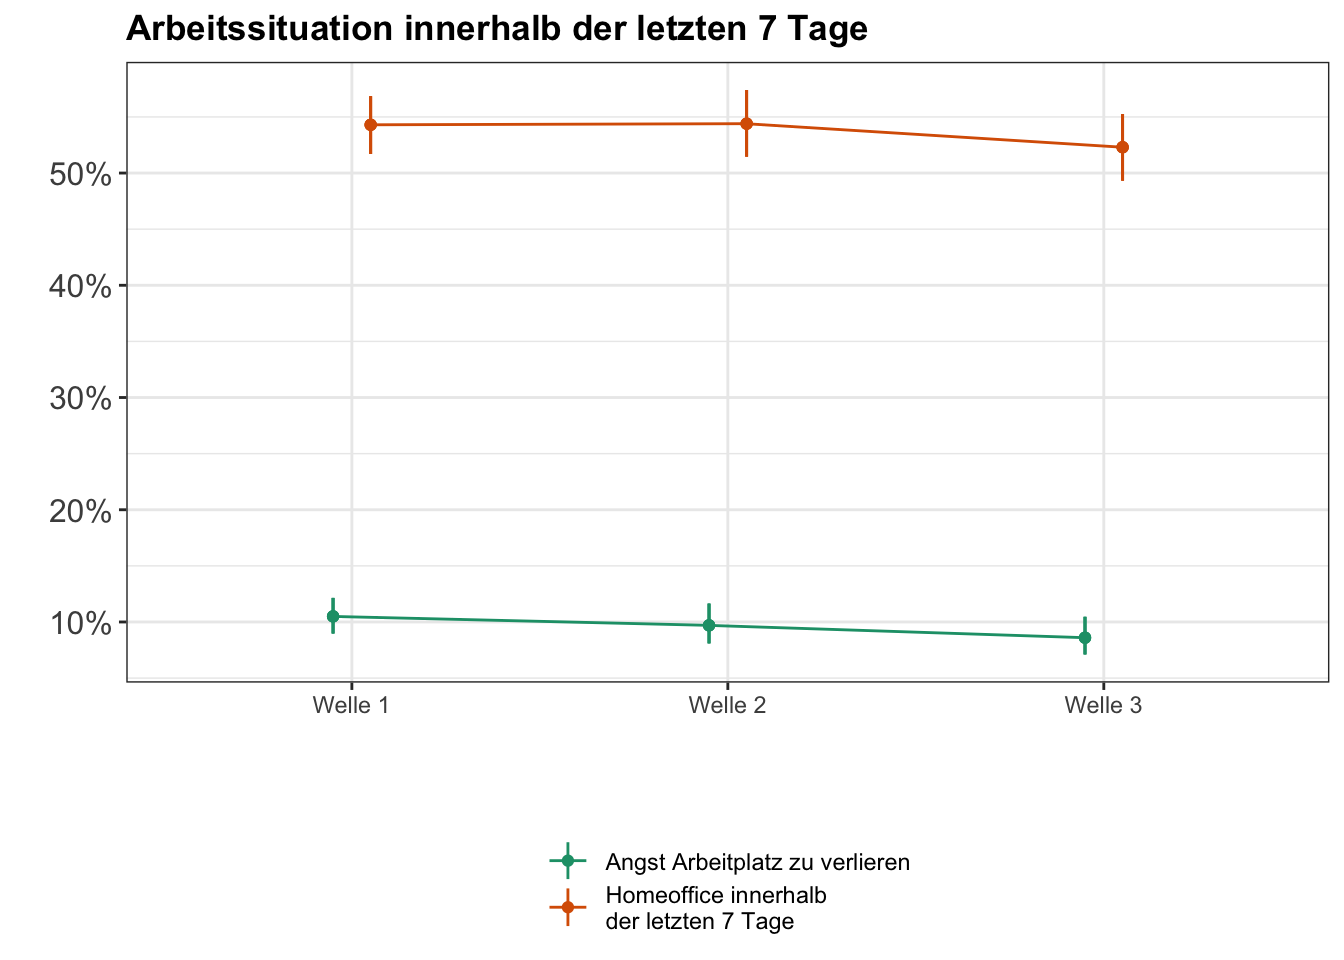 Arbeitssituation innerhalb der letzten 7 Tage
50%
40%
30%
20%
10%
Welle 1
Welle 2
Welle 3
Angst Arbeitplatz zu verlieren
Homeoffice innerhalb
der letzten 7 Tage